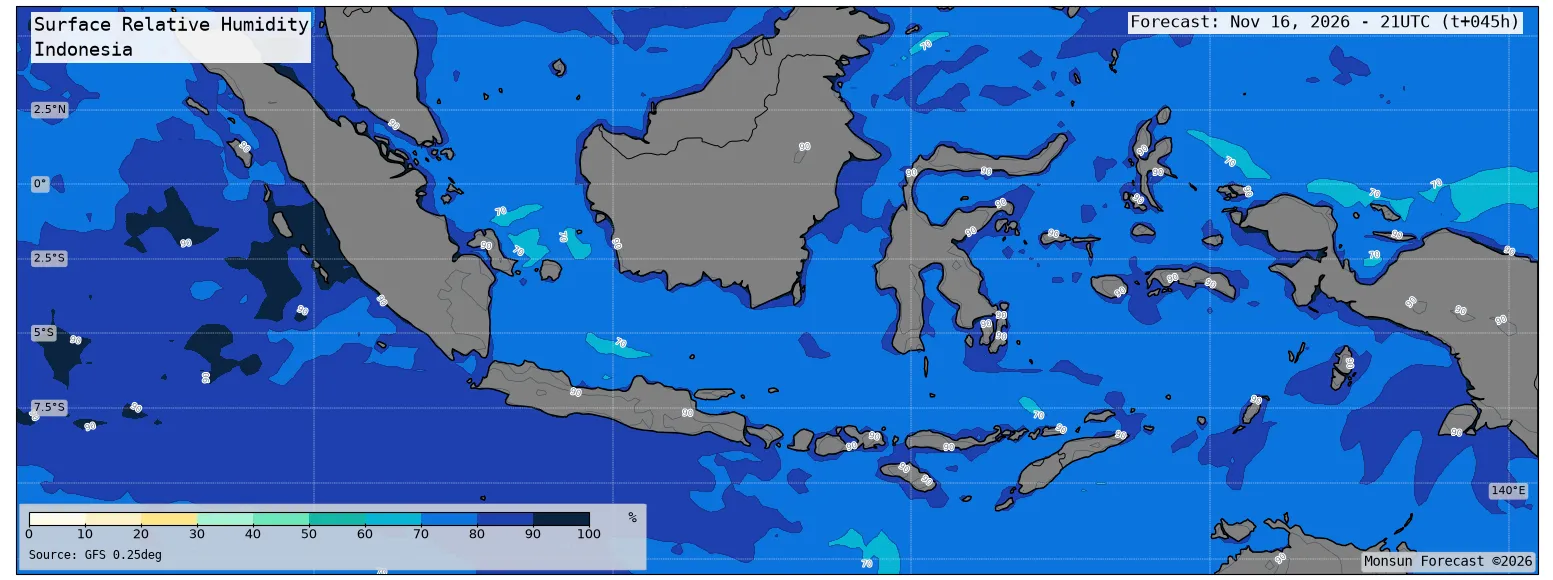 Surface Relative Humidity
Indonesia
Forecast: Nov 16, 2026 - 21UTC (t+045h)
2.5°N
0°
2.5°S
5°S
7.5°S
140°E
%
0 10 20 30 40 50 60 70 80 90 100
Source: GFS 0.25deg
Monsun Forecast ©2026